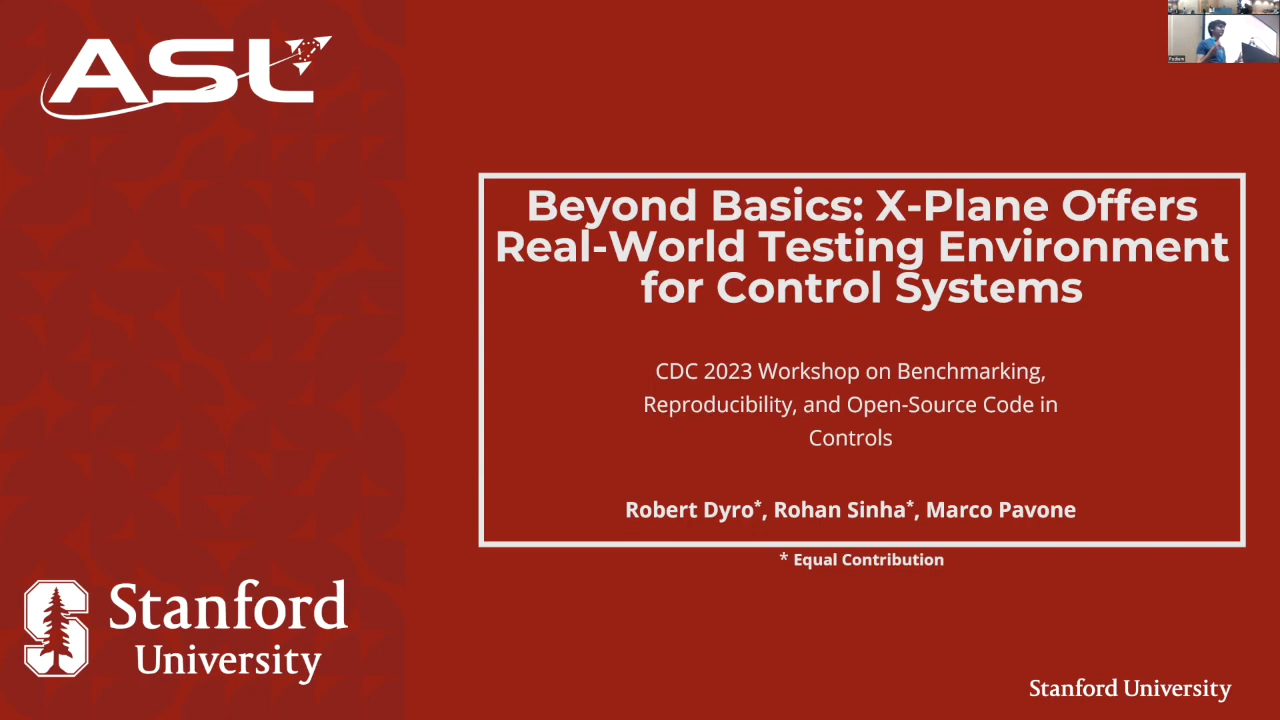 ASL
Podium
Beyond Basics: X-Plane Offers
Real-World Testing Environment
for Control Systems
CDC 2023 Workshop on Benchmarking,
Reproducibility, and Open-Source Code in
Controls
Robert Dyro*, Rohan Sinha*, Marco Pavone
* Equal Contribution
Stanford
University
Stanford University